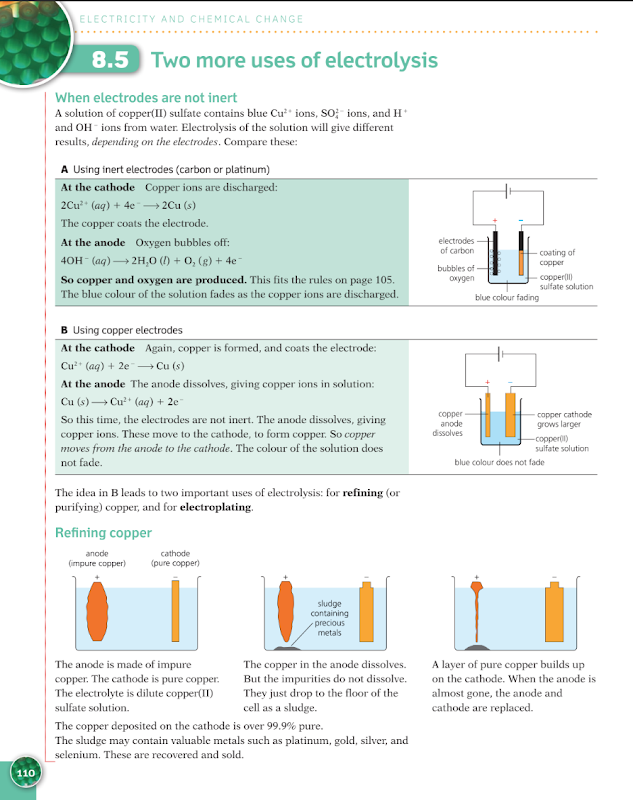 ELECTRICITY AND CHEMICAL CHANGE
8.5 Two more uses of electrolysis
When electrodes are not inert
A solution of copper(II) sulfate contains blue Cu²⁺ ions, SO₄²⁻ ions, and H⁺
and OH⁻ ions from water. Electrolysis of the solution will give different
results, depending on the electrodes. Compare these:
A Using inert electrodes (carbon or platinum)
At the cathode Copper ions are discharged:
2Cu²⁺ (aq) + 4e⁻ ⟶ 2Cu (s)
The copper coats the electrode.
At the anode Oxygen bubbles off:
4OH⁻ (aq) ⟶ 2H₂O (l) + O₂ (g) + 4e⁻
So copper and oxygen are produced. This fits the rules on page 105.
The blue colour of the solution fades as the copper ions are discharged.
+ −
electrodes
of carbon
bubbles of
oxygen
coating of
copper
copper(II)
sulfate solution
blue colour fading
B Using copper electrodes
At the cathode Again, copper is formed, and coats the electrode:
Cu²⁺ (aq) + 2e⁻ ⟶ Cu (s)
At the anode The anode dissolves, giving copper ions in solution:
Cu (s) ⟶ Cu²⁺ (aq) + 2e⁻
So this time, the electrodes are not inert. The anode dissolves, giving
copper ions. These move to the cathode, to form copper. So copper
moves from the anode to the cathode. The colour of the solution does
not fade.
+ −
copper
anode
dissolves
copper cathode
grows larger
copper(II)
sulfate solution
blue colour does not fade
The idea in B leads to two important uses of electrolysis: for refining (or
purifying) copper, and for electroplating.
Refining copper
anode
(impure copper)
cathode
(pure copper)
+ −
+ −
sludge
containing
precious
metals
+ −
The anode is made of impure
copper. The cathode is pure copper.
The electrolyte is dilute copper(II)
sulfate solution.
The copper in the anode dissolves.
But the impurities do not dissolve.
They just drop to the floor of the
cell as a sludge.
A layer of pure copper builds up
on the cathode. When the anode is
almost gone, the anode and
cathode are replaced.
The copper deposited on the cathode is over 99.9% pure.
The sludge may contain valuable metals such as platinum, gold, silver, and
selenium. These are recovered and sold.
110